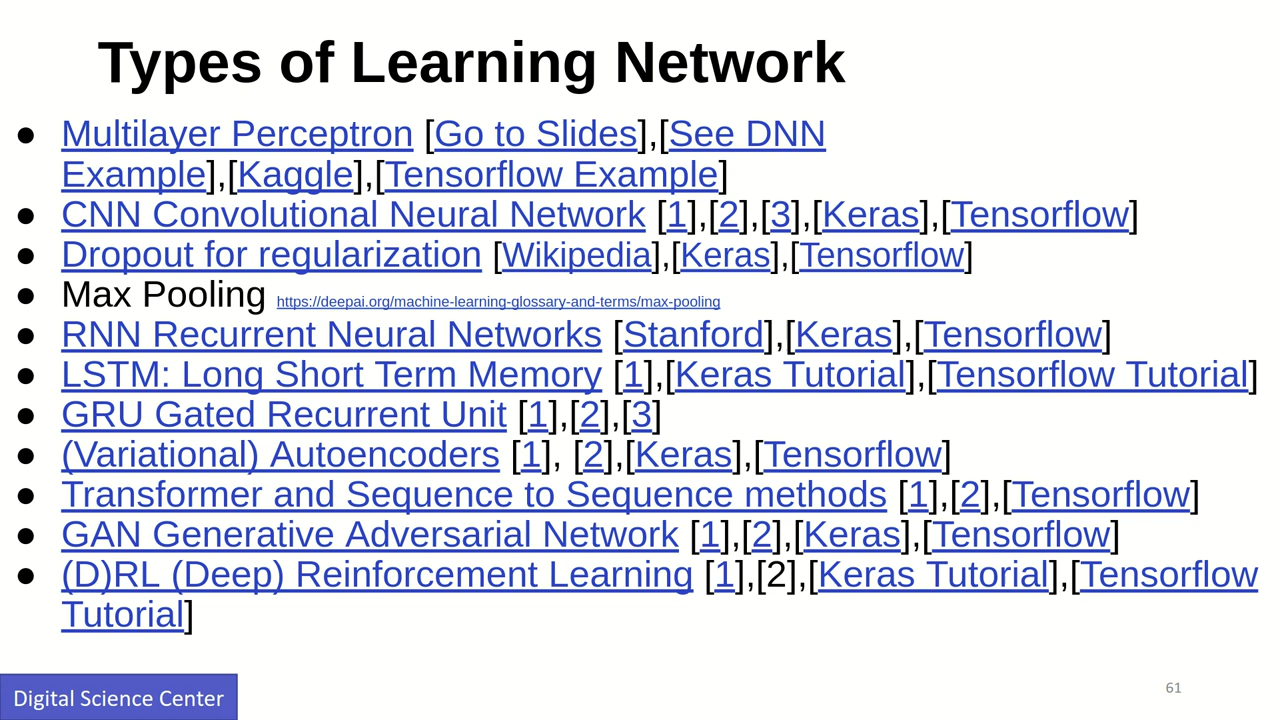 Types of Learning Network
● Multilayer Perceptron [Go to Slides],[See DNN
Example],[Kaggle],[Tensorflow Example]
● CNN Convolutional Neural Network [1],[2],[3],[Keras],[Tensorflow]
● Dropout for regularization [Wikipedia],[Keras],[Tensorflow]
● Max Pooling https://deepai.org/machine-learning-glossary-and-terms/max-pooling
● RNN Recurrent Neural Networks [Stanford],[Keras],[Tensorflow]
● LSTM: Long Short Term Memory [1],[Keras Tutorial],[Tensorflow Tutorial]
● GRU Gated Recurrent Unit [1],[2],[3]
● (Variational) Autoencoders [1], [2],[Keras],[Tensorflow]
● Transformer and Sequence to Sequence methods [1],[2],[Tensorflow]
● GAN Generative Adversarial Network [1],[2],[Keras],[Tensorflow]
● (D)RL (Deep) Reinforcement Learning [1],[2],[Keras Tutorial],[Tensorflow
Tutorial]
Digital Science Center
61